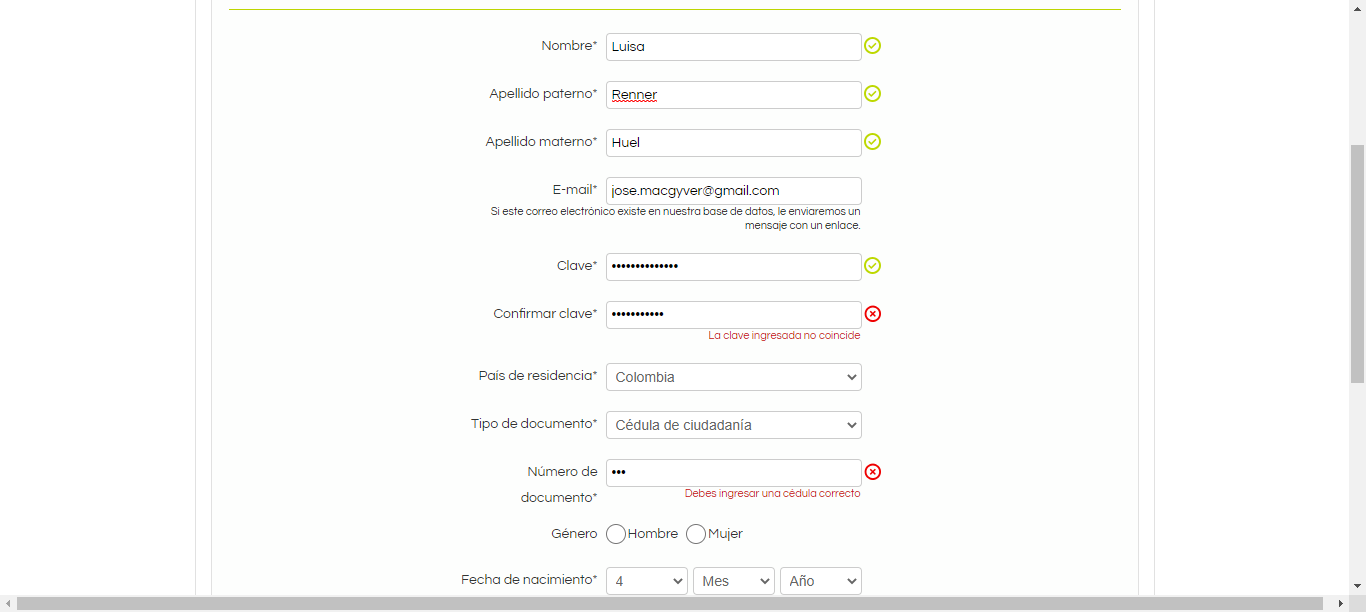 Nombre* Luisa
Apellido paterno* Renner
Apellido materno* Huel
E-mail* jose.macgyver@gmail.com
Si este correo electrónico existe en nuestra base de datos, le enviaremos un
mensaje con un enlace.
Clave* ••••••••••••••
Confirmar clave* •••••••••••
La clave ingresada no coincide
País de residencia* Colombia
Tipo de documento* Cédula de ciudadanía
Número de
documento* •••
Debes ingresar una cédula correcto
Género Hombre Mujer
Fecha de nacimiento* 4 Mes Año